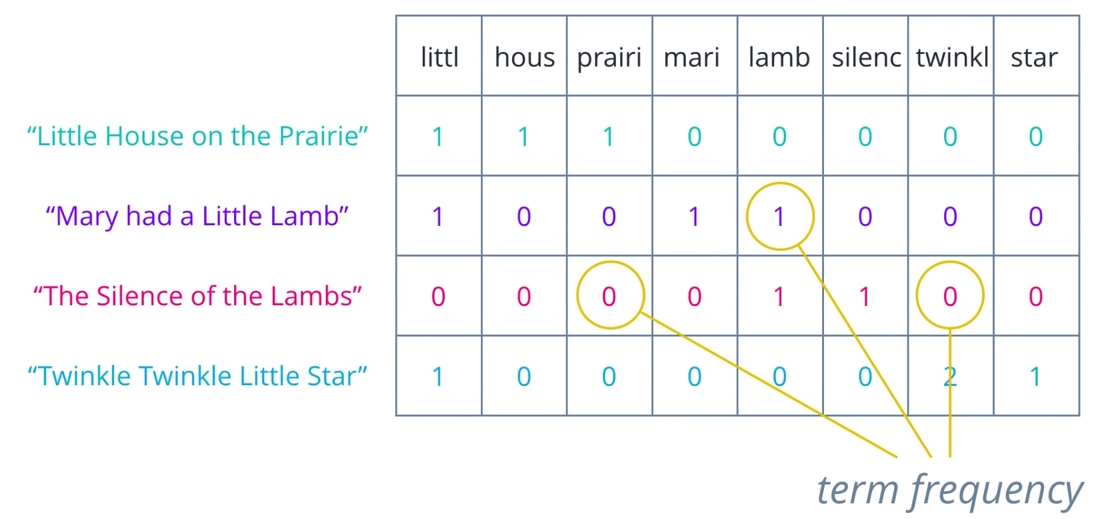 littl hous prairi mari lamb silenc twinkl star
“Little House on the Prairie” 1 1 1 0 0 0 0 0
“Mary had a Little Lamb” 1 0 0 1 1 0 0 0
“The Silence of the Lambs” 0 0 0 0 1 1 0 0
“Twinkle Twinkle Little Star” 1 0 0 0 0 0 2 1
term frequency